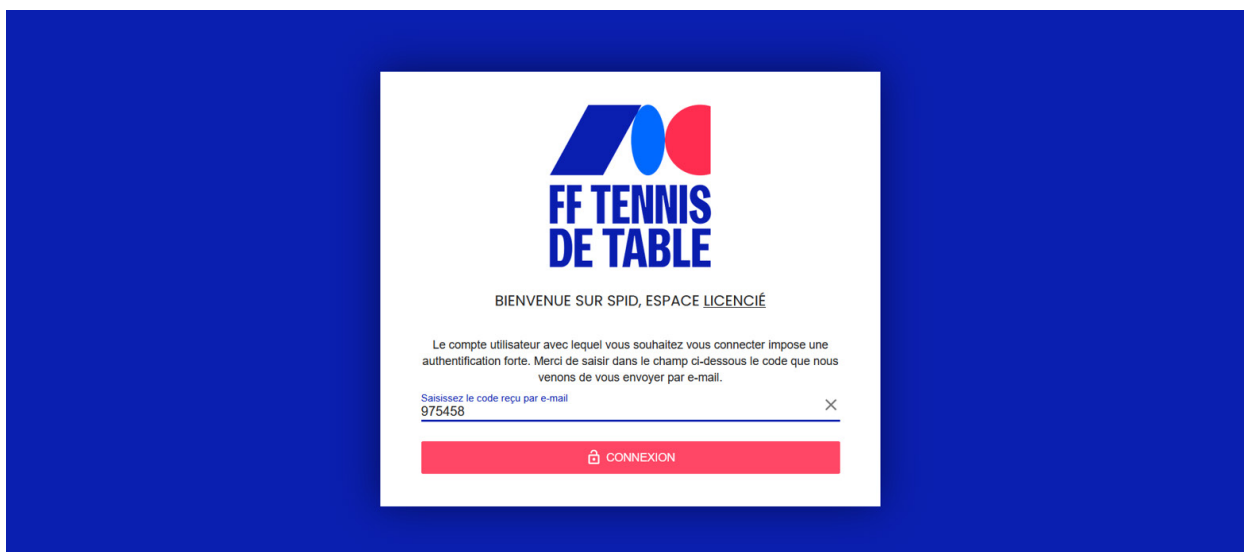 FF TENNIS
DE TABLE
BIENVENUE SUR SPID, ESPACE LICENCIÉ
Le compte utilisateur avec lequel vous souhaitez vous connecter impose une
authentification forte. Merci de saisir dans le champ ci-dessous le code que nous
venons de vous envoyer par e-mail.
Saisissez le code reçu par e-mail
975458
CONNEXION